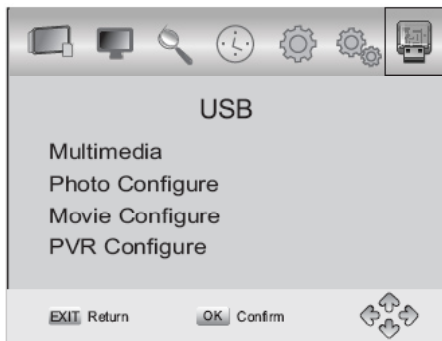 USB
Multimedia
Photo Configure
Movie Configure
PVR Configure
EXIT Return OK Confirm